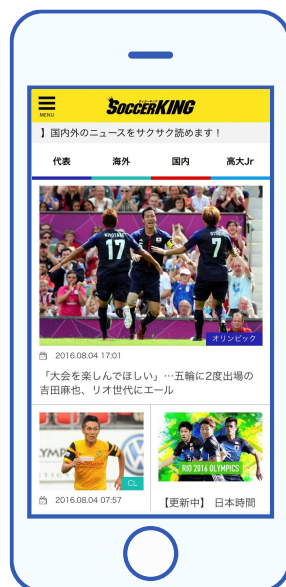 MENU
SOCCERKING
】国内外のニュースをサクサク読めます！
代表 海外 国内 高大Jr
17
7
オリンピック
2016.08.04 17:01
「大会を楽しんでほしい」…五輪に2度出場の
吉田麻也、リオ世代にエール
CL
RIO 2016 OLYMPICS
2016.08.04 07:57
【更新中】 日本時間